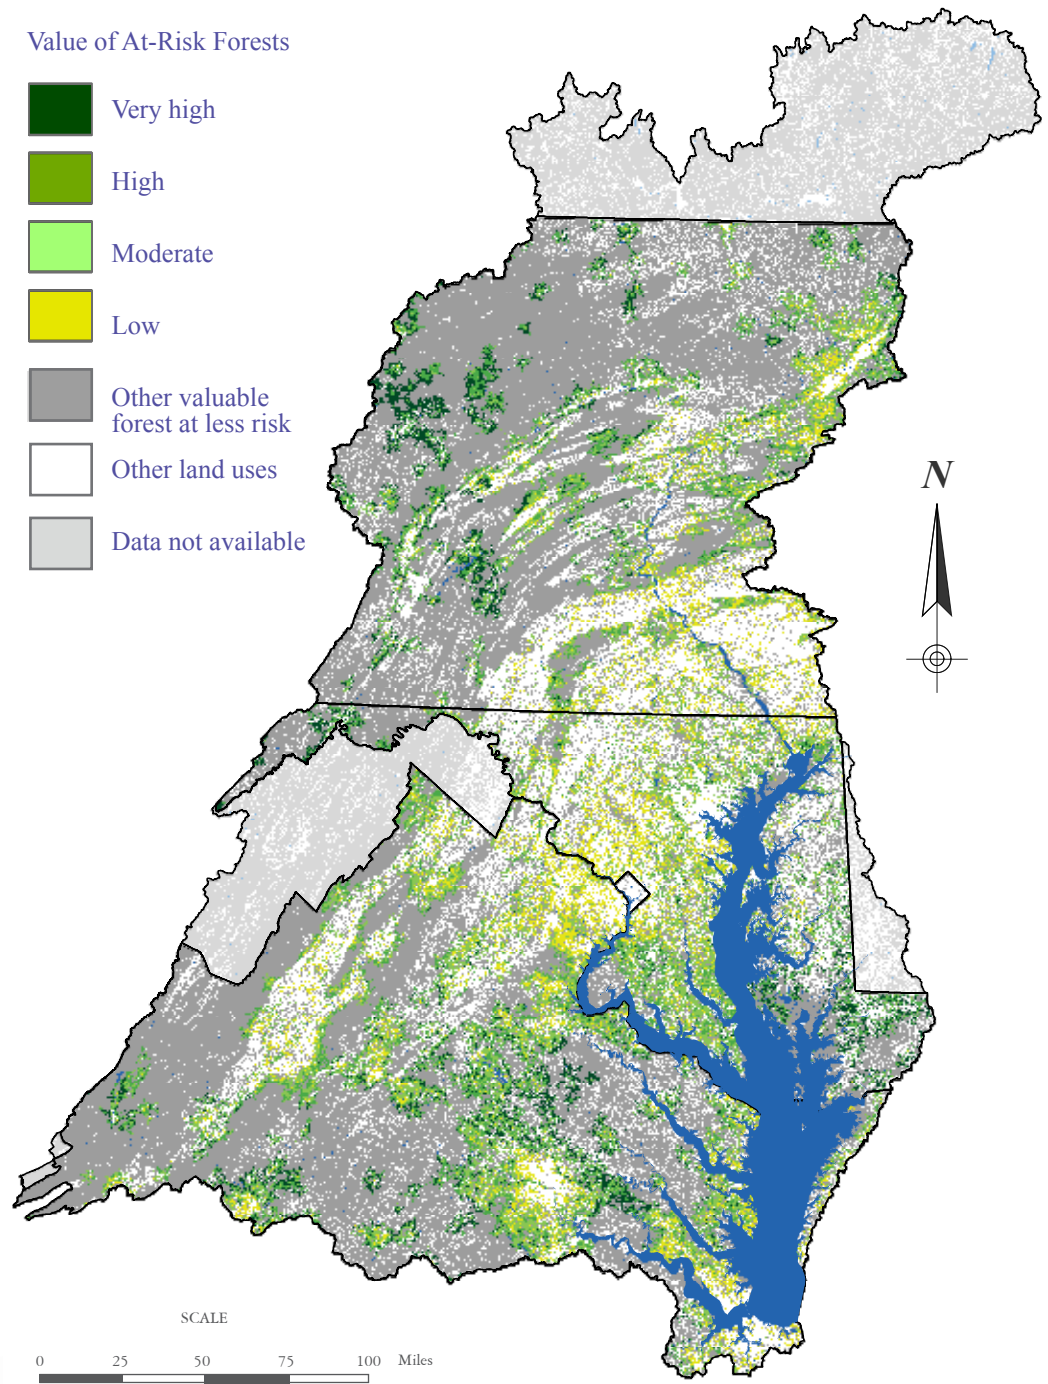 Value of At-Risk Forests
Very high
High
Moderate
Low
Other valuable
forest at less risk
Other land uses
Data not available
N
SCALE
0 25 50 75 100 Miles